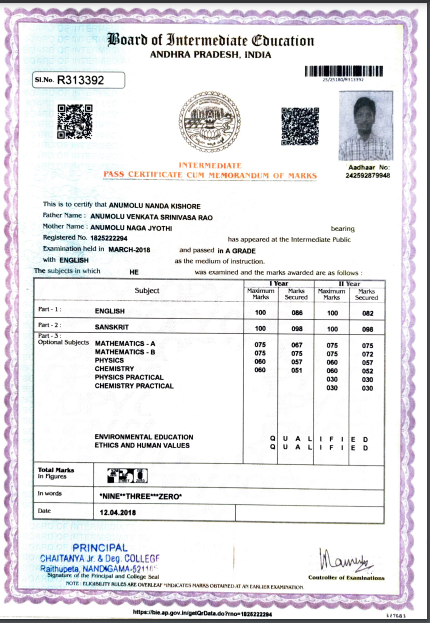 Board of Intermediate Education
ANDHRA PRADESH, INDIA
Sl.No. R313392
25/25180/R313392
Aadhaar No:
242592879948
INTERMEDIATE
PASS CERTIFICATE CUM MEMORANDUM OF MARKS
This is to certify that ANUMOLU NANDA KISHORE
Father Name : ANUMOLU VENKATA SRINIVASA RAO
Mother Name : ANUMOLU NAGA JYOTHI bearing
Registered No. 1825222294 has appeared at the Intermediate Public
Examination held in MARCH-2018 and passed in A GRADE
with ENGLISH as the medium of instruction.
The subjects in which HE was examined and the marks awarded are as follows :
Subject I Year II Year
Maximum Marks Marks Secured Maximum Marks Marks Secured
Part - 1 : ENGLISH 100 086 100 082
Part - 2 : SANSKRIT 100 098 100 098
Part - 3 :
Optional Subjects MATHEMATICS - A 075 067 075 075
MATHEMATICS - B 075 075 075 072
PHYSICS 060 057 060 057
CHEMISTRY 060 051 060 052
PHYSICS PRACTICAL 030 030
CHEMISTRY PRACTICAL 030 030
ENVIRONMENTAL EDUCATION Q U A L I F I E D
ETHICS AND HUMAN VALUES Q U A L I F I E D
Total Marks
in Figures
In words *NINE**THREE***ZERO*
Date 12.04.2018
PRINCIPAL
CHAITANYA Jr. & Deg. COLLEGE
Raithupeta, NANDIGAMA-
Signature of the Principal and College Seal
Controller of Examinations
NOTE : ELIGIBILITY RULES ARE OVERLEAF *INDICATES MARKS OBTAINED AT AN EARLIER EXAMINATION
https://bie.ap.gov.in/getQrData.do?rno=1825222294